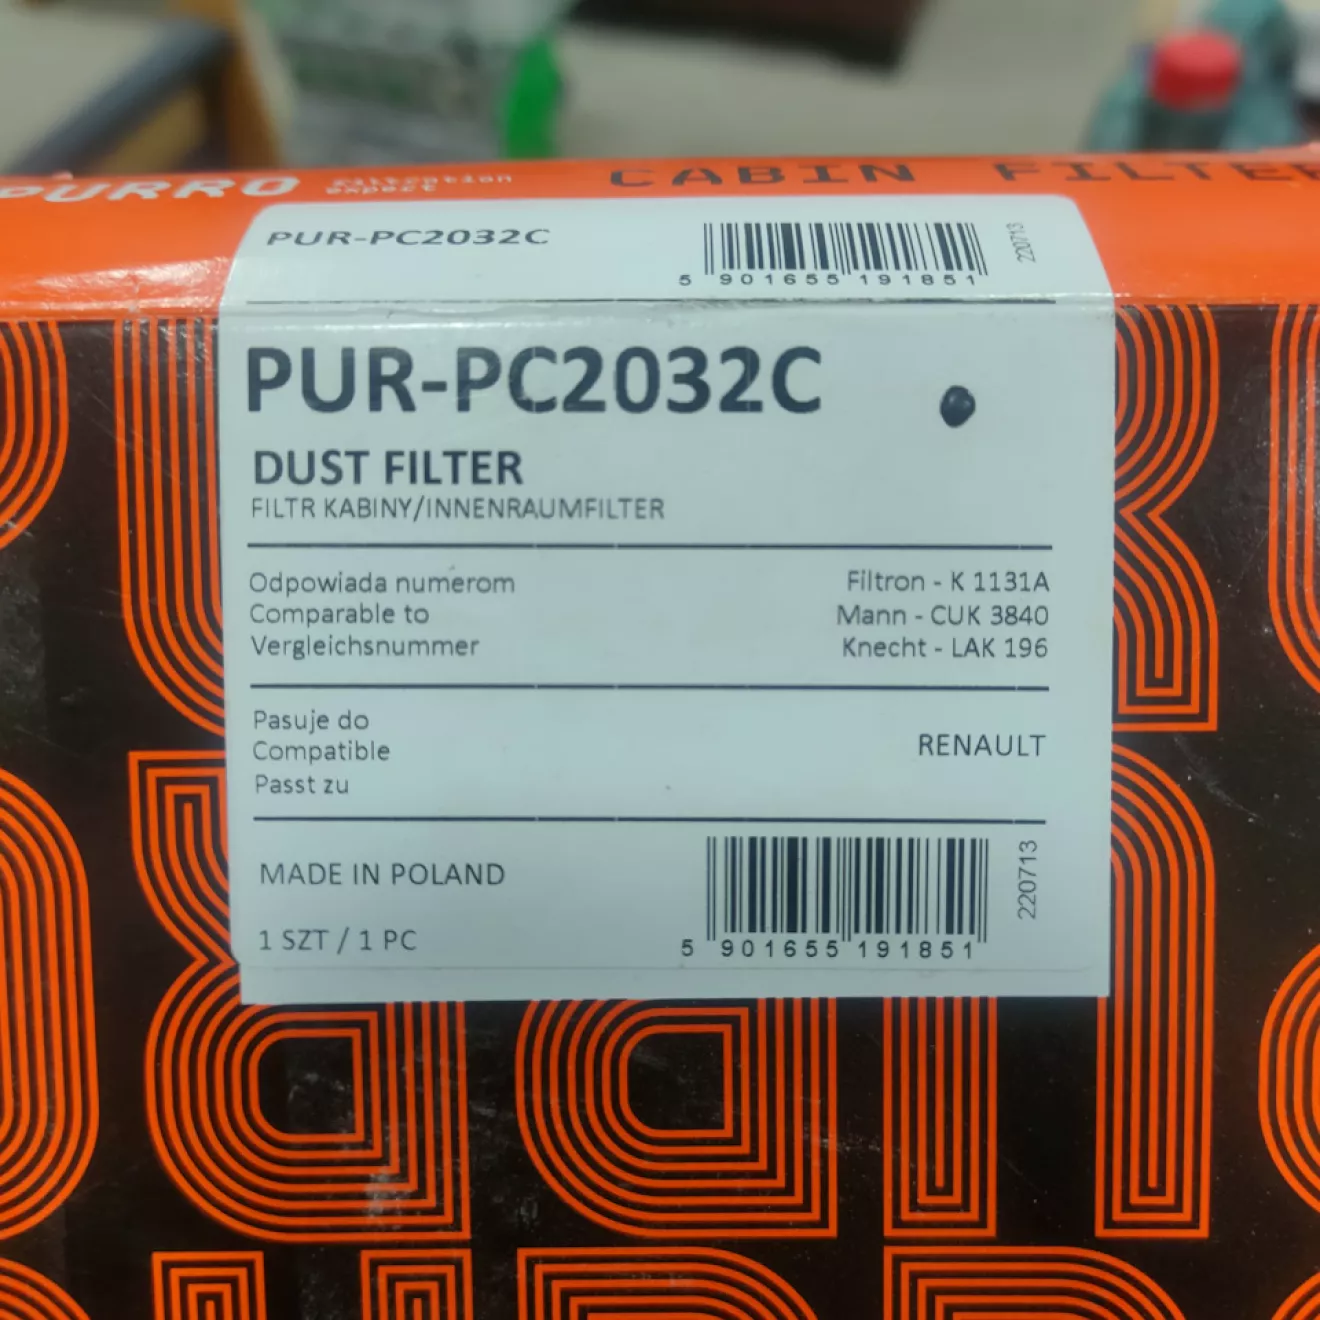 PURRO filtration expert CABIN FILTER
PUR-PC2032C
5 901655 191851
220713
PUR-PC2032C
DUST FILTER
FILTR KABINY/INNENRAUMFILTER
Odpowiada numerom
Comparable to
Vergleichsnummer
Filtron - K 1131A
Mann - CUK 3840
Knecht - LAK 196
Pasuje do
Compatible
Passt zu
RENAULT
MADE IN POLAND
1 SZT / 1 PC
5 901655 191851
220713